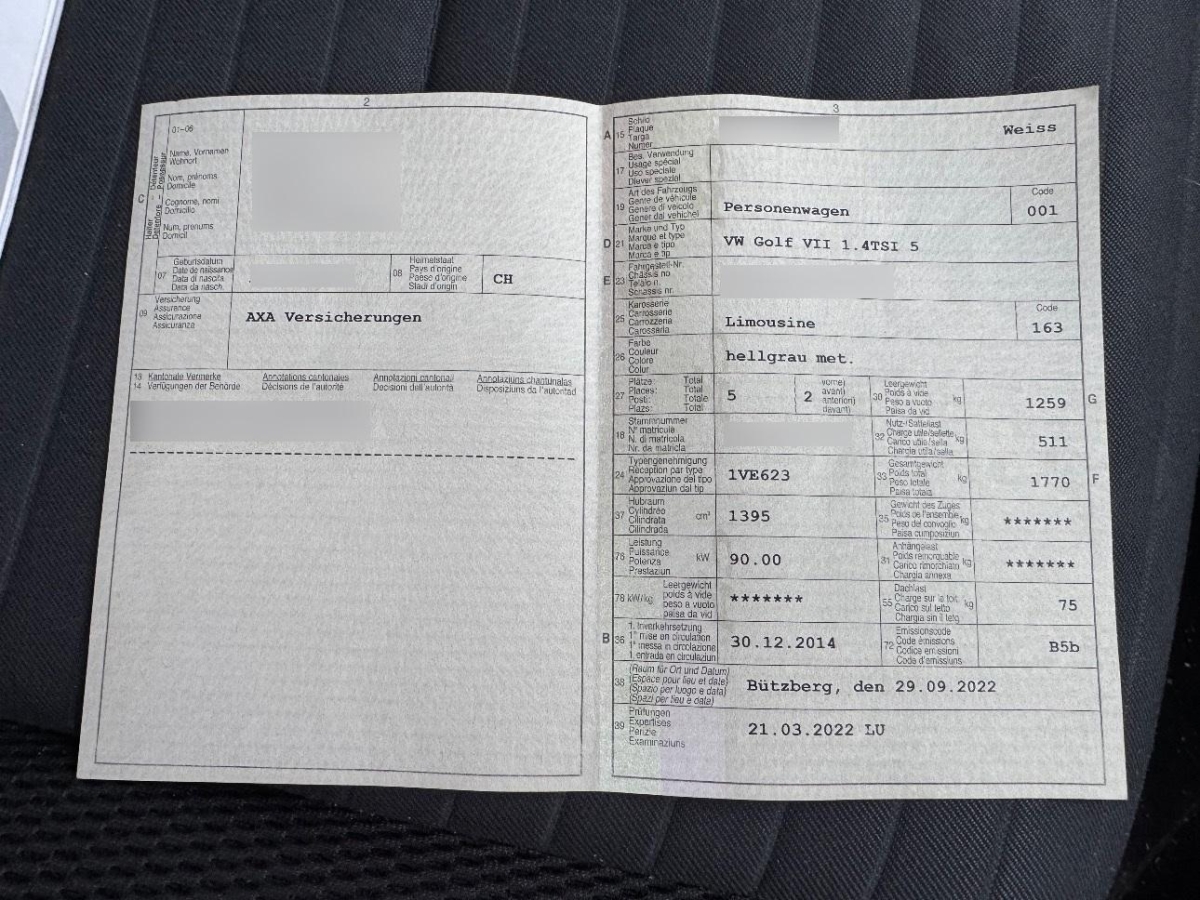 2
01-06
Halter Détenteurs
Detentore – Possessur
C
Name, Vornamen
Wohnort
Nom, prénoms
Domicile
Cognome, nomi
Domicilio
Num, prenums
Domicil
07
Geburtsdatum
Date de naissance
Data di nascita
Data da nasch.
08
Heimatstaat
Pays d'origine
Paese d'origine
Stadi d'origin
CH
09
Versicherung
Assurance
Assicurazione
Assicuranza
AXA Versicherungen
13 Kantonale Vermerke
14 Verfügungen der Behörde
Annotations cantonales
Décisions de l'autorité
Annotazioni cantonali
Decisioni dell'autorità
Annotaziuns chantunalas
Disposiziuns da l'autoritad
3
A 15
Schild
Plaque
Targa
Numer
Weiss
17
Bes. Verwendung
Usage spécial
Uso speciale
Diever spezial
19
Art des Fahrzeugs
Genre de véhicule
Genere di veicolo
Gener dal vehichel
Personenwagen
Code
001
D 21
Marke und Typ
Marque et type
Marca e tipo
Marca e tip
VW Golf VII 1.4TSI 5
E 23
Fahrgestell-Nr.
Châssis no
Telaio n.
Schassis nr.
25
Karosserie
Carrosserie
Carrozzeria
Carossaria
Limousine
Code
163
26
Farbe
Couleur
Colore
Colur
hellgrau met.
27
Plätze: Total
Places: Total
Posti: Totale
Plazs: Total
5
2
vorne)
avant)
anteriori)
davant)
30
Leergewicht
Poids à vide
Peso a vuoto
Paisa da vid
kg
1259
G
18
Stammnummer
N° matricule
N. di matricola
Nr. da matricla
32
Nutz-/Sattellast
Charge utile/sellette
Carico utile/sella
Chargia utila/sella
kg
511
24
Typengenehmigung
Réception par type
Approvazione del tipo
Approvaziun dal tip
1VE623
33
Gesamtgewicht
Poids total
Peso totale
Paisa totala
kg
1770
F
37
Hubraum
Cylindrée
Cilindrata
Cilindrada
cm³
1395
35
Gewicht des Zuges
Poids de l'ensemble
Peso del convoglio
Paisa cumposiziun
kg
*******
76
Leistung
Puissance
Potenza
Prestaziun
kW
90.00
31
Anhängelast
Poids remorquable
Carico rimorchiato
Chargia annexa
kg
*******
78 kW/kg
Leergewicht
poids à vide
peso a vuoto
paisa da vid
*******
55
Dachlast
Charge sur le toit
Carico sul tetto
Chargia sin il tetg
kg
75
B 36
1. Inverkehrsetzung
1re mise en circulation
1a messa in circolazione
1. entrada en circulaziun
30.12.2014
72
Emissionscode
Code émissions
Codice emissioni
Code d'emissiuns
B5b
38
(Raum für Ort und Datum)
(Espace pour lieu et date)
(Spazio per luogo e data)
(Spazi per lieu e data)
Bützberg, den 29.09.2022
39
Prüfungen
Expertises
Perizie
Examinaziuns
21.03.2022 LU